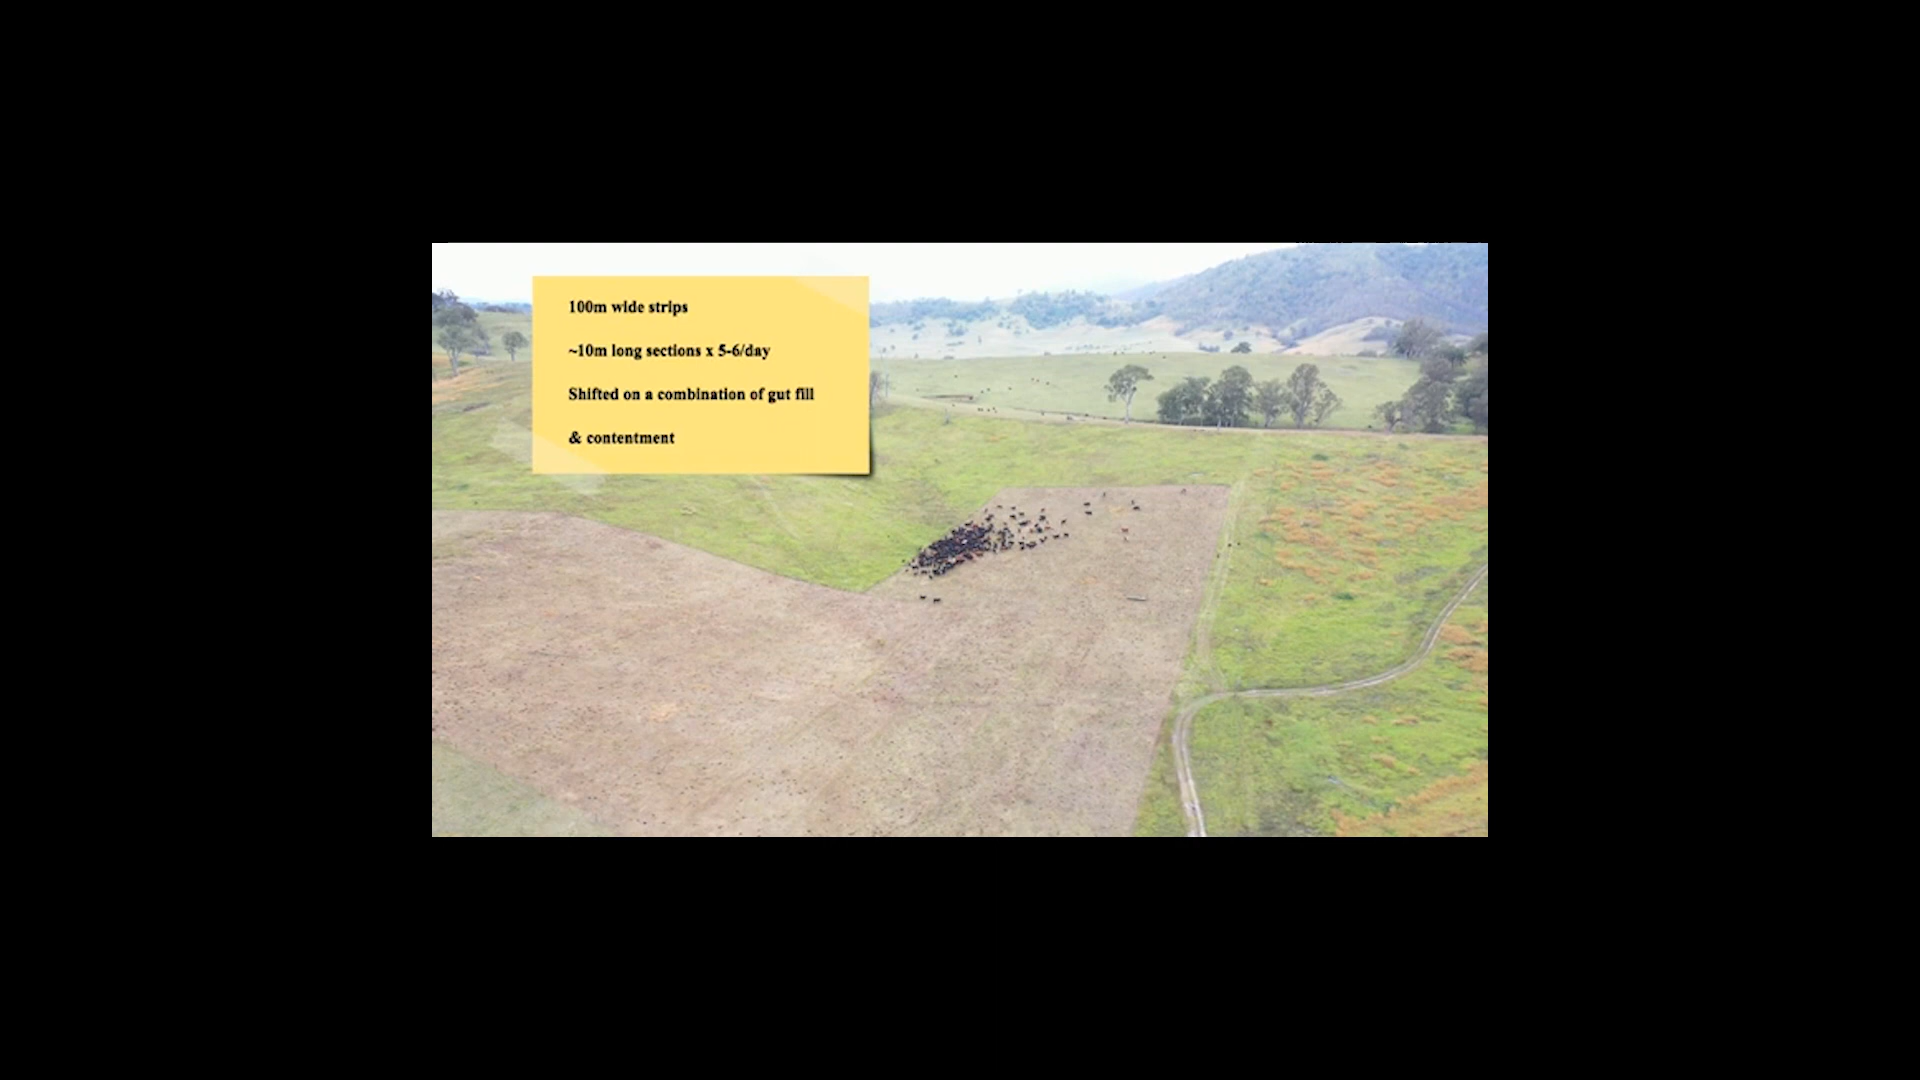 100m wide strips
~10m long sections x 5-6/day
Shifted on a combination of gut fill
& contentment